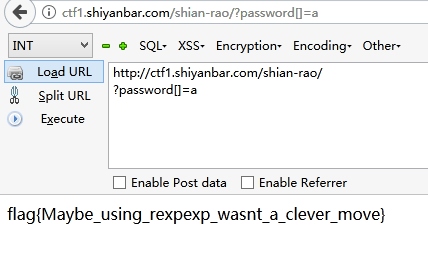 ctf1.shiyanbar.com/shian-rao/?password[]=a
INT SQL- XSS- Encryption- Encoding- Other-
Load URL
http://ctf1.shiyanbar.com/shian-rao/
?password[]=a
Split URL
Execute
Enable Post data Enable Referrer
flag{Maybe_using_rexpexp_wasnt_a_clever_move}